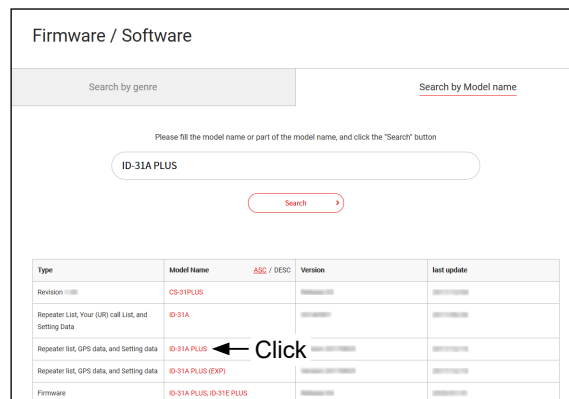 Firmware / Software
Search by genre
Search by Model name
Please fill the model name or part of the model name, and click the "Search" button
ID-31A PLUS
Search
Type Model Name ASC / DESC Version last update
Revision CS-31PLUS
Repeater List, Your (UR) call List, and ID-31A
Setting Data
Repeater list, GPS data, and Setting data ID-31A PLUS Click
Repeater list, GPS data, and Setting data ID-31A PLUS (EXP)
Firmware ID-31A PLUS, ID-31E PLUS